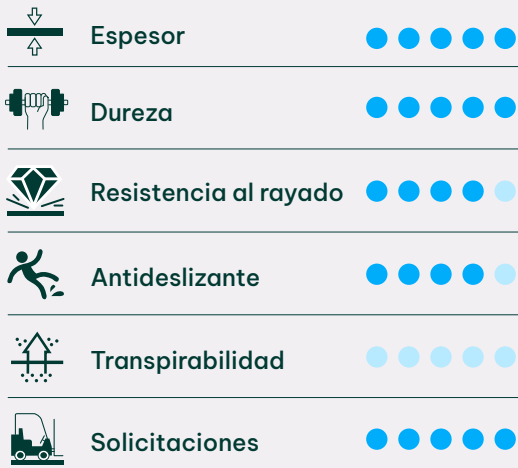 Espesor
Dureza
Resistencia al rayado
Antideslizante
Transpirabilidad
Solicitaciones